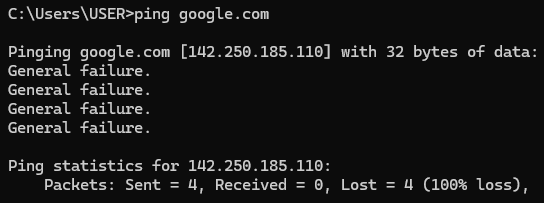 C:\Users\USER>ping google.com
Pinging google.com [142.250.185.110] with 32 bytes of data:
General failure.
General failure.
General failure.
General failure.
Ping statistics for 142.250.185.110:
    Packets: Sent = 4, Received = 0, Lost = 4 (100% loss),